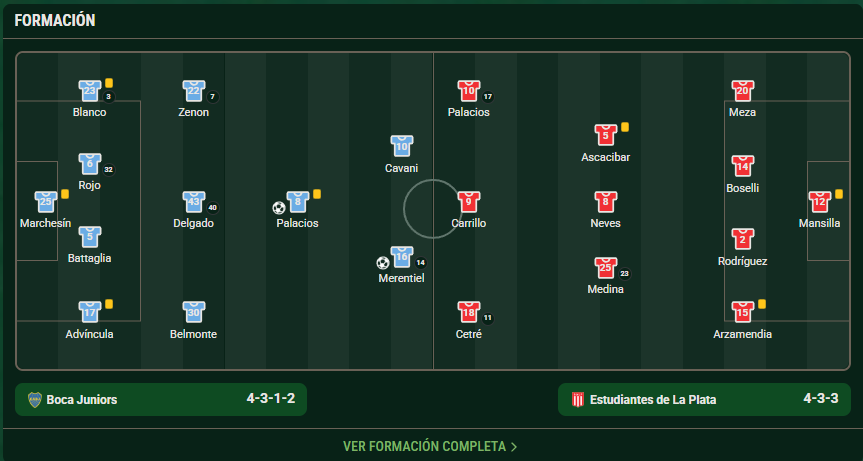 FORMACIÓN
23
3
Blanco
22
7
Zenon
10
17
Palacios
20
Meza
10
Cavani
5
Ascacibar
6
32
Rojo
14
Boselli
25
Marchesín
43
40
Delgado
8
Palacios
9
Carrillo
8
Neves
12
Mansilla
5
Battaglia
16
14
Merentiel
25
23
Medina
2
Rodríguez
17
Advíncula
30
Belmonte
18
11
Cetré
15
Arzamendia
Boca Juniors 4-3-1-2
Estudiantes de La Plata 4-3-3
VER FORMACIÓN COMPLETA >